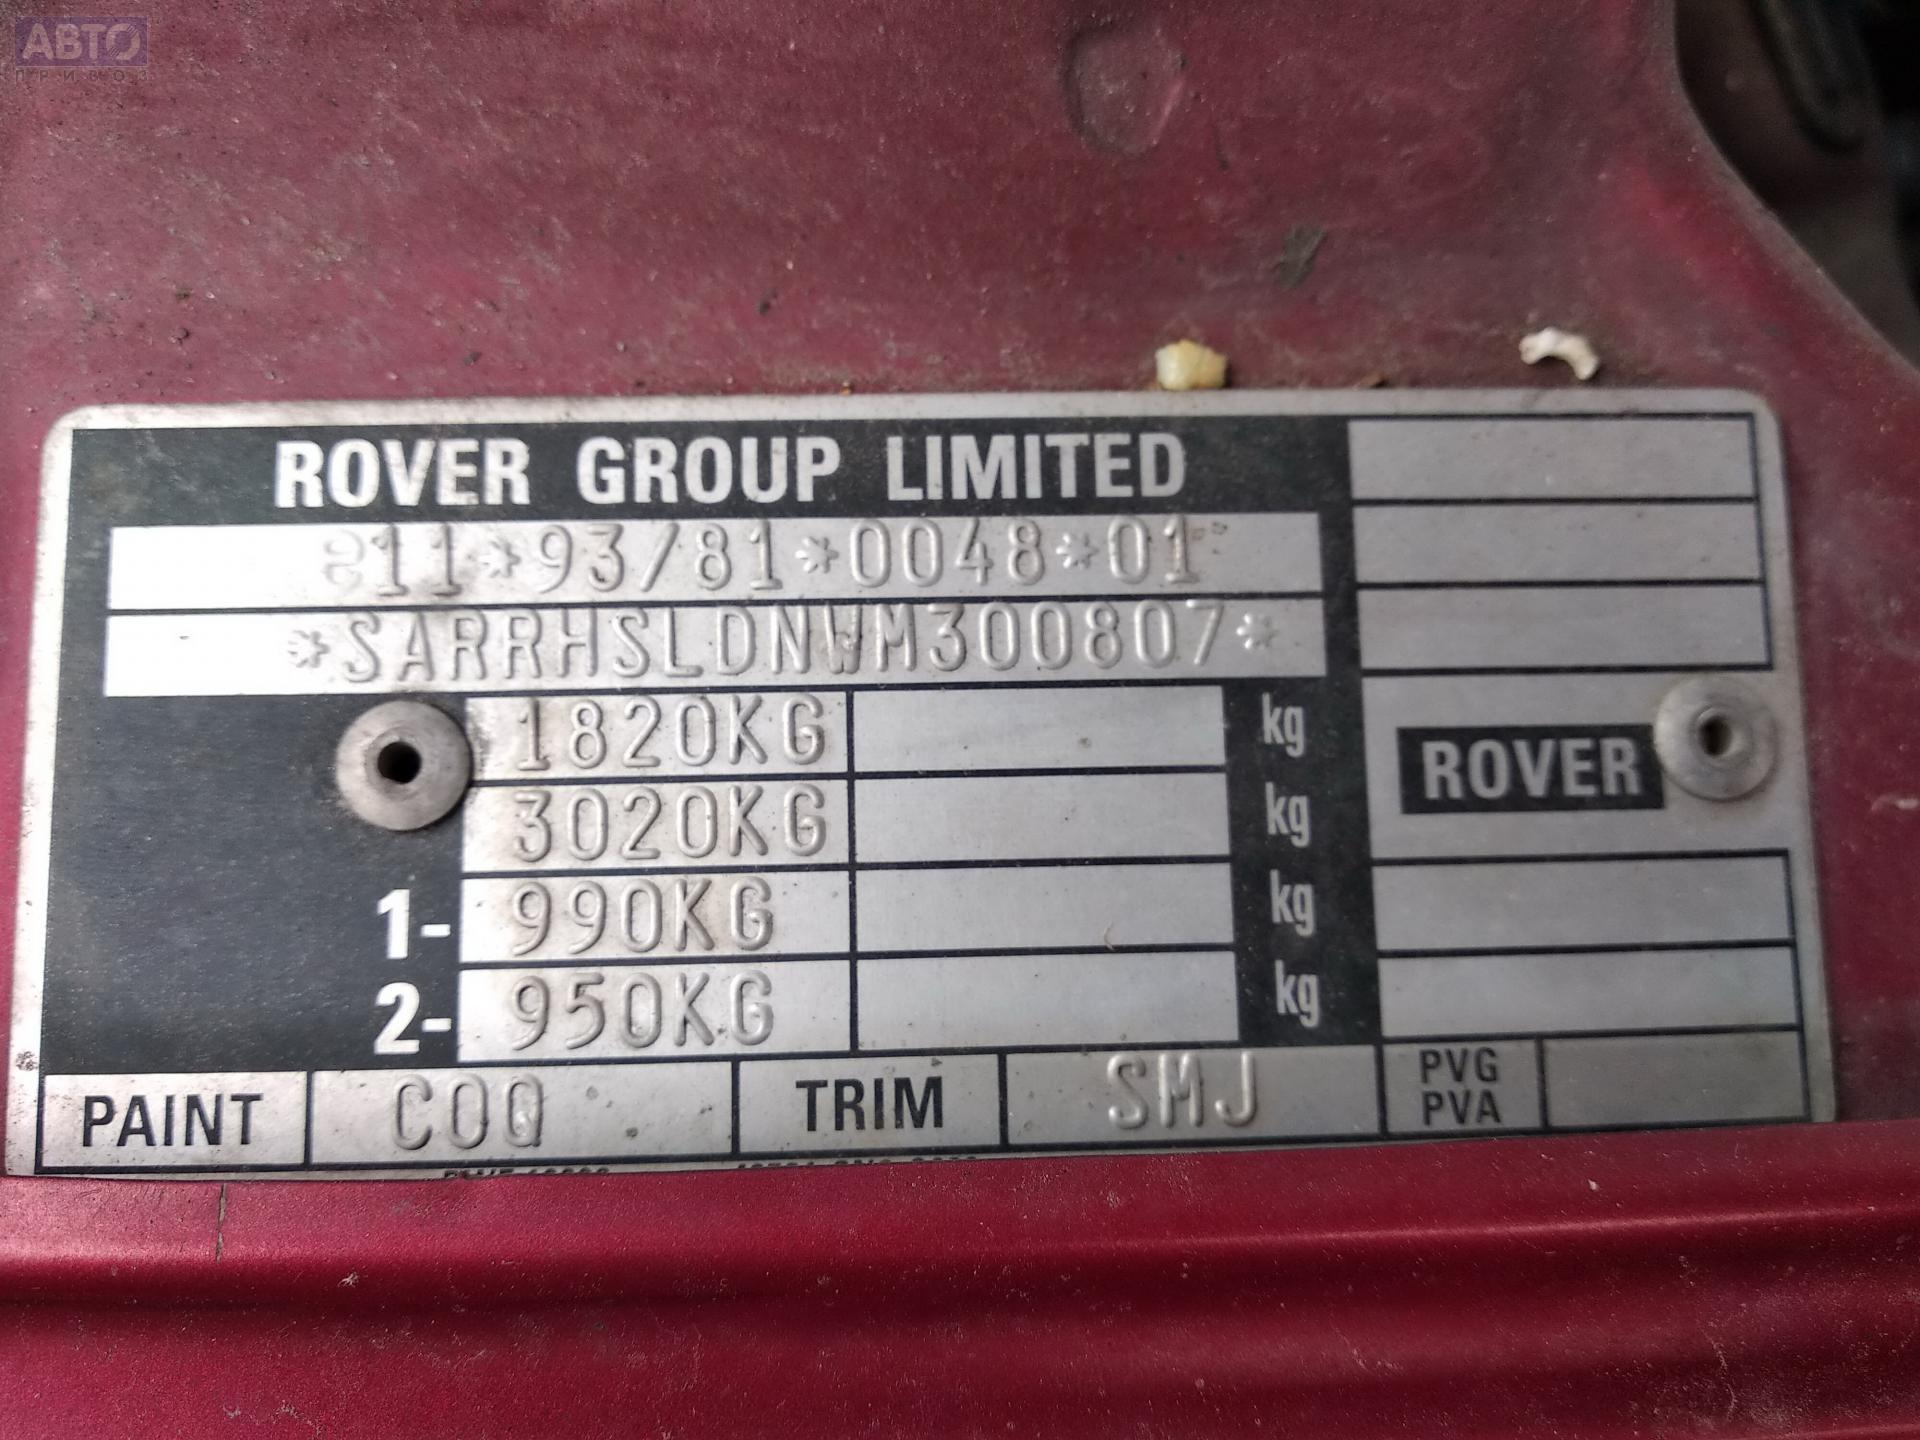 АВТО
ПРИВОЗ
ROVER GROUP LIMITED
e11*93/81*0048*01
*SARRHSLDNWM300807*
1820KG kg
3020KG kg
ROVER
1- 990KG kg
2- 950KG kg
PAINT COQ TRIM SMJ PVG PVA